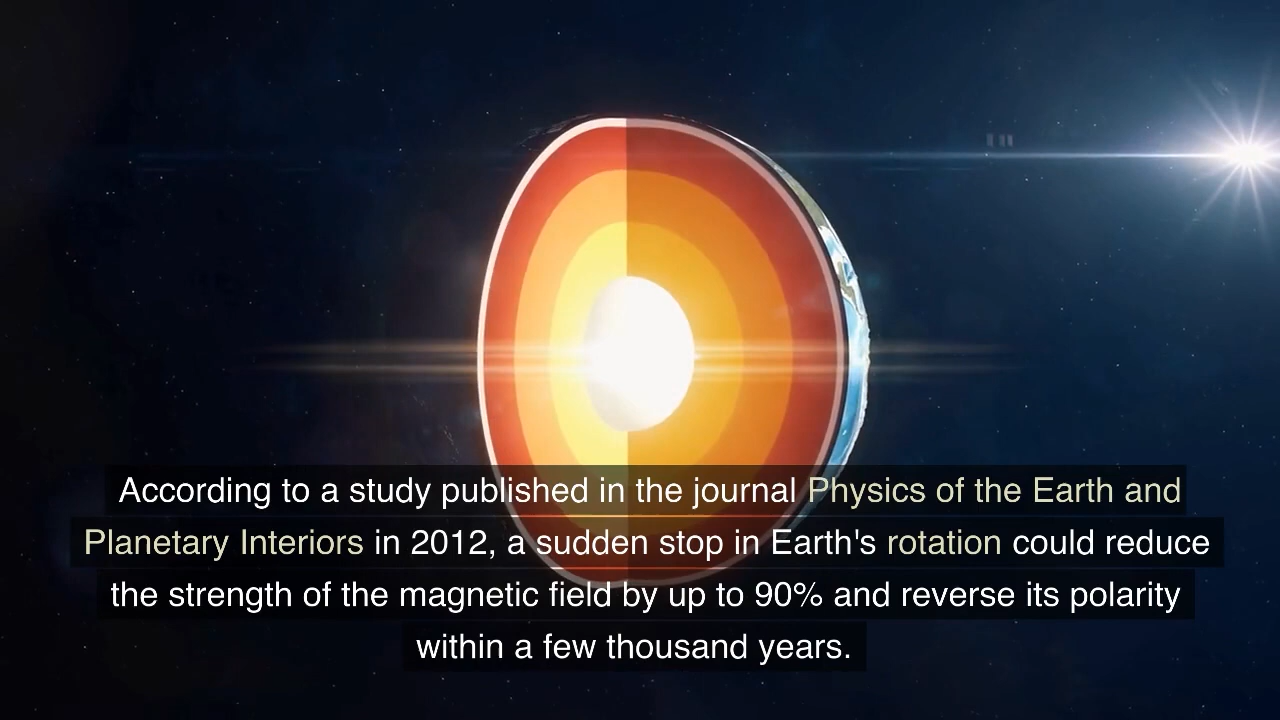 According to a study published in the journal Physics of the Earth and
Planetary Interiors in 2012, a sudden stop in Earth's rotation could reduce
the strength of the magnetic field by up to 90% and reverse its polarity
within a few thousand years.